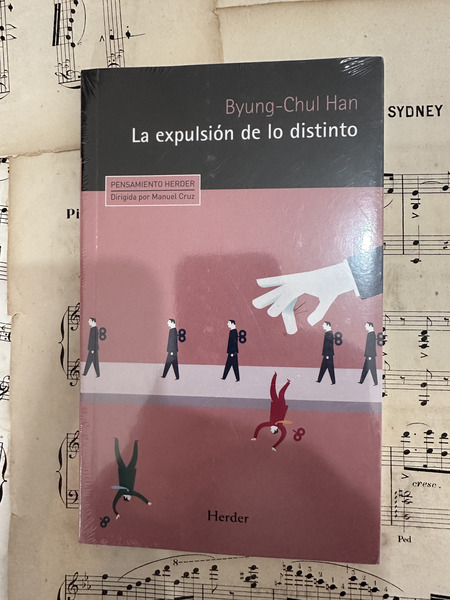 Byung-Chul Han
La expulsión de lo distinto
PENSAMIENTO HERDER
Dirigida por Manuel Cruz
Herder
SYDNEY
cresc.
Ped